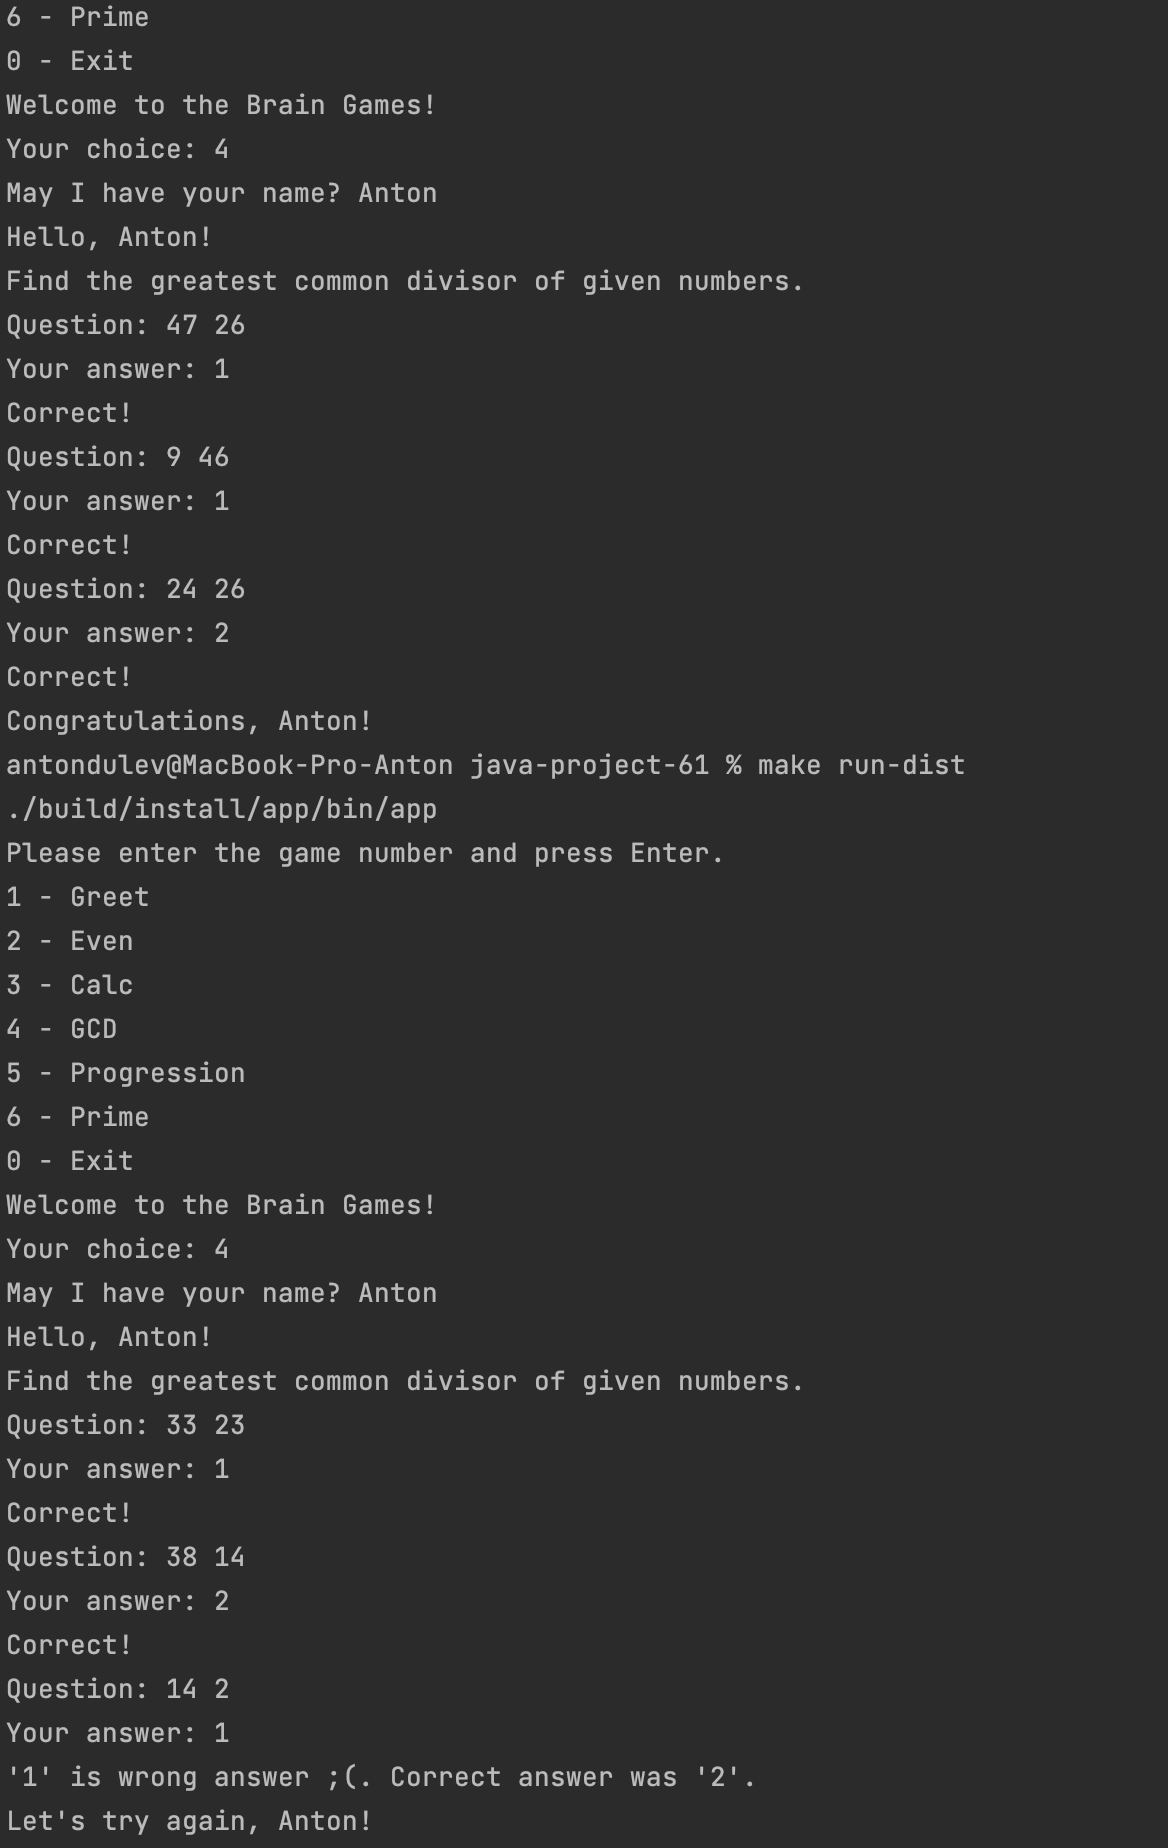 6 - Prime
0 - Exit
Welcome to the Brain Games!
Your choice: 4
May I have your name? Anton
Hello, Anton!
Find the greatest common divisor of given numbers.
Question: 47 26
Your answer: 1
Correct!
Question: 9 46
Your answer: 1
Correct!
Question: 24 26
Your answer: 2
Correct!
Congratulations, Anton!
antondulev@MacBook-Pro-Anton java-project-61 % make run-dist
./build/install/app/bin/app
Please enter the game number and press Enter.
1 - Greet
2 - Even
3 - Calc
4 - GCD
5 - Progression
6 - Prime
0 - Exit
Welcome to the Brain Games!
Your choice: 4
May I have your name? Anton
Hello, Anton!
Find the greatest common divisor of given numbers.
Question: 33 23
Your answer: 1
Correct!
Question: 38 14
Your answer: 2
Correct!
Question: 14 2
Your answer: 1
'1' is wrong answer ;(. Correct answer was '2'.
Let's try again, Anton!